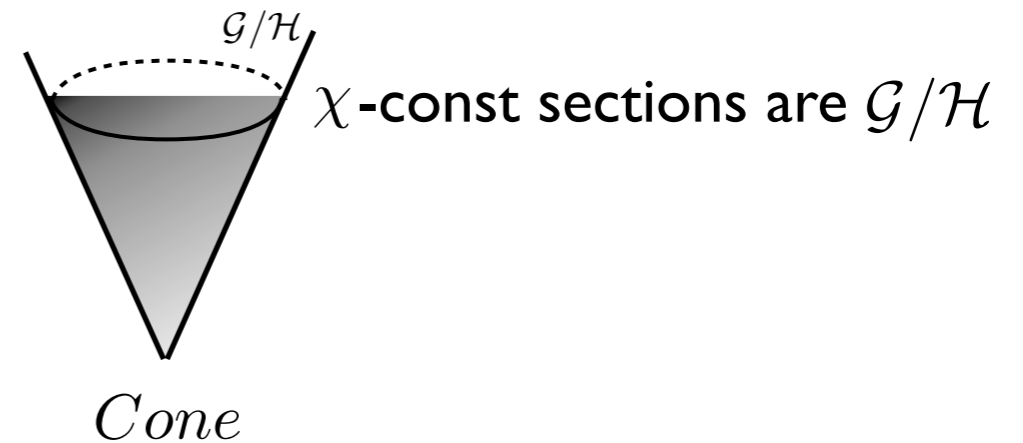 𝒢/ℋ
χ-const sections are 𝒢/ℋ
Cone